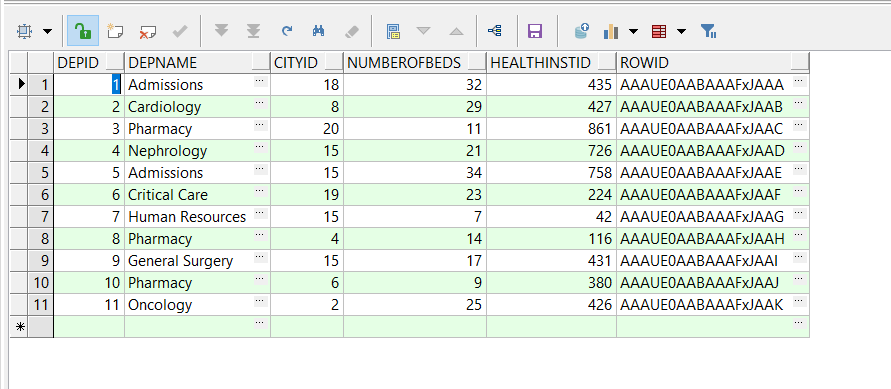 DEPID DEPNAME CITYID NUMBEROFBEDS HEALTHINSTID ROWID
1 1 Admissions ... 18 32 435 AAAUE0AABAAAFxJAAA ...
2 2 Cardiology ... 8 29 427 AAAUE0AABAAAFxJAAB ...
3 3 Pharmacy ... 20 11 861 AAAUE0AABAAAFxJAAC ...
4 4 Nephrology ... 15 21 726 AAAUE0AABAAAFxJAAD ...
5 5 Admissions ... 15 34 758 AAAUE0AABAAAFxJAAE ...
6 6 Critical Care ... 19 23 224 AAAUE0AABAAAFxJAAF ...
7 7 Human Resources ... 15 7 42 AAAUE0AABAAAFxJAAG ...
8 8 Pharmacy ... 4 14 116 AAAUE0AABAAAFxJAAH ...
9 9 General Surgery ... 15 17 431 AAAUE0AABAAAFxJAAI ...
10 10 Pharmacy ... 6 9 380 AAAUE0AABAAAFxJAAJ ...
11 11 Oncology ... 2 25 426 AAAUE0AABAAAFxJAAK ...
* ... ...